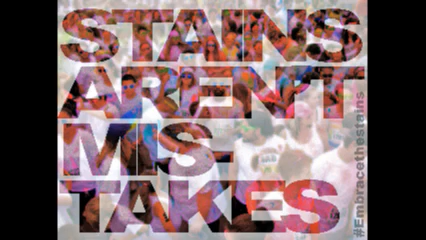 STAINS
AREN'T
MIS-
TAKES
#Embracethestains